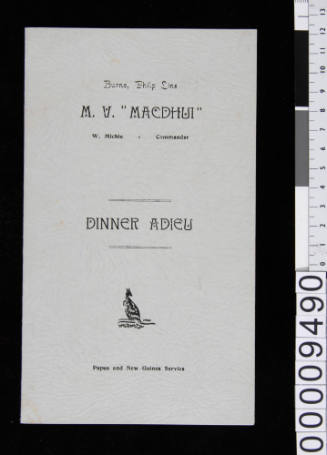 Burns, Philp Line
M. V. "MACDHUI"
W. Michie - Commander
DINNER ADIEU
Papua and New Guinea Service
00009490
0 1 2 3 4 5 6 7 8 9 10 11 12 13